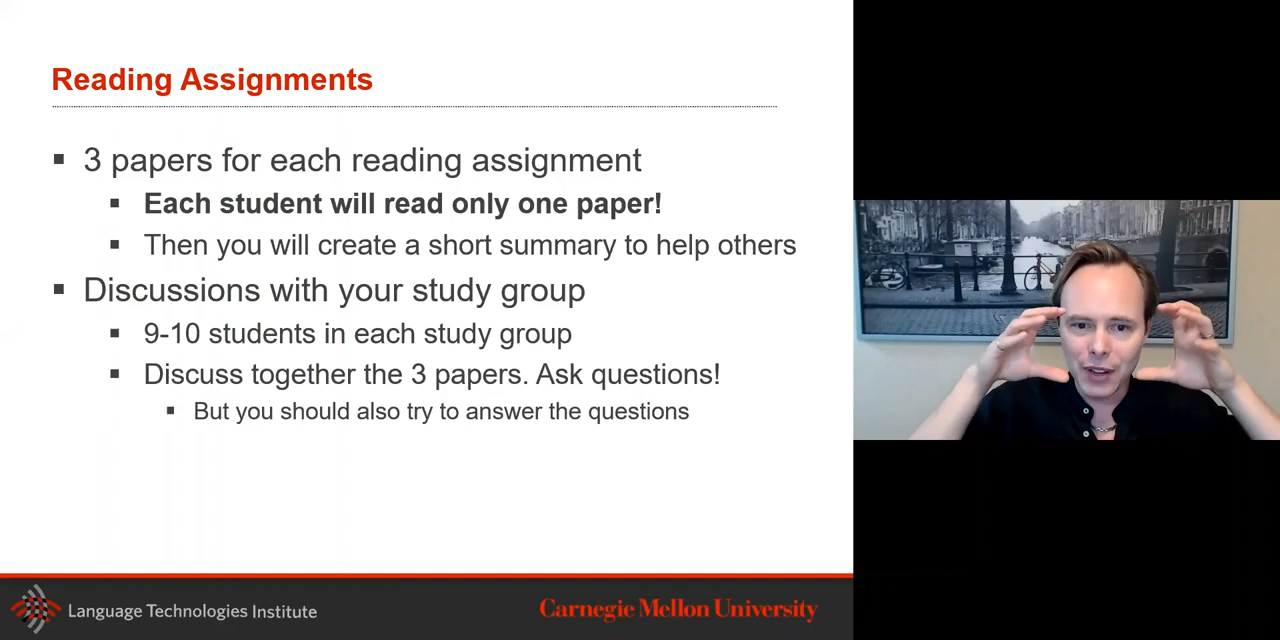 Reading Assignments
▪ 3 papers for each reading assignment
▪ Each student will read only one paper!
▪ Then you will create a short summary to help others
▪ Discussions with your study group
▪ 9-10 students in each study group
▪ Discuss together the 3 papers. Ask questions!
▪ But you should also try to answer the questions
Language Technologies Institute
Carnegie Mellon University